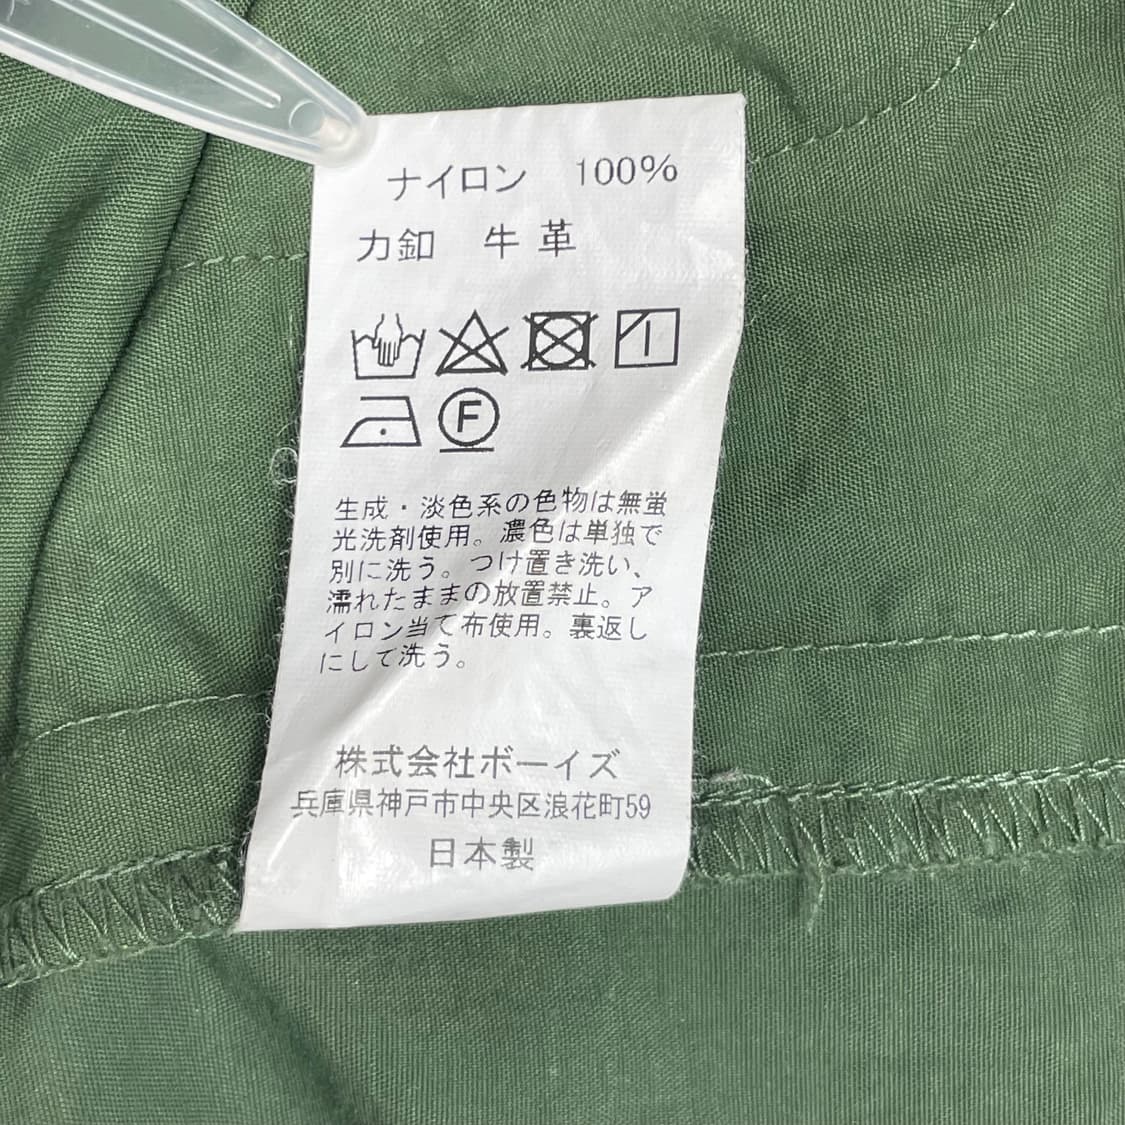 ナイロン 100%
力釦 牛革
F
生成・淡色系の色物は無蛍
光洗剤使用。濃色は単独で
別に洗う。つけ置き洗い、
濡れたままの放置禁止。ア
イロン当て布使用。裏返し
にして洗う。
株式会社ボーイズ
兵庫県神戸市中央区浪花町59
日本製